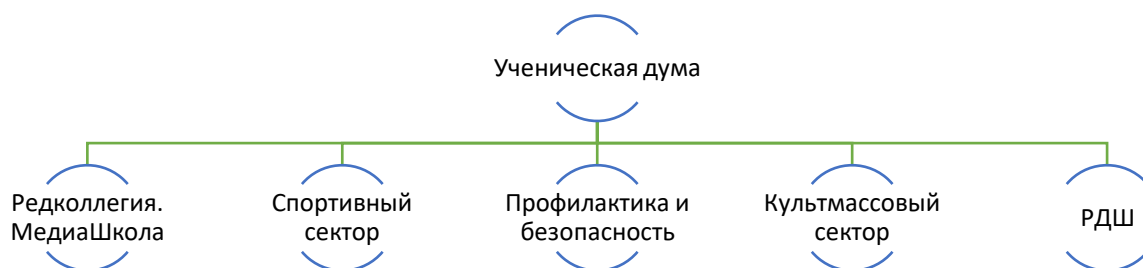 Ученическая дума
Редколлегия.
МедиаШкола
Спортивный
сектор
Профилактика и
безопасность
Культмассовый
сектор
РДШ